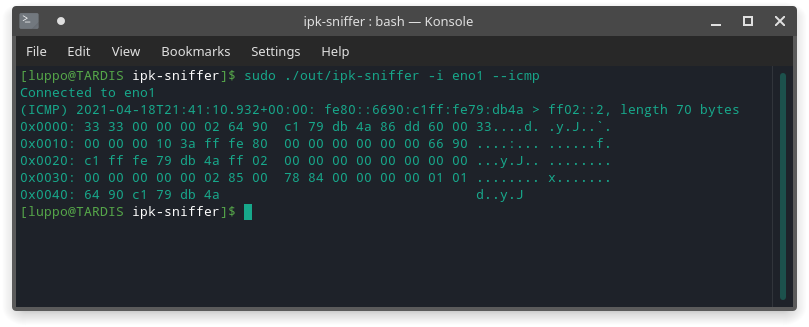 ipk-sniffer : bash — Konsole
File Edit View Bookmarks Settings Help
[luppo@TARDIS ipk-sniffer]$ sudo ./out/ipk-sniffer -i eno1 --icmp
Connected to eno1
(ICMP) 2021-04-18T21:41:10.932+00:00: fe80::6690:c1ff:fe79:db4a > ff02::2, length 70 bytes
0x0000: 33 33 00 00 00 02 64 90  c1 79 db 4a 86 dd 60 00 33....d. .y.J..`.
0x0010: 00 00 00 10 3a ff fe 80  00 00 00 00 00 00 66 90 ....:... ......f.
0x0020: c1 ff fe 79 db 4a ff 02  00 00 00 00 00 00 00 00 ...y.J.. ........
0x0030: 00 00 00 00 00 02 85 00  78 84 00 00 00 00 01 01 ........ x.......
0x0040: 64 90 c1 79 db 4a                                d..y.J
[luppo@TARDIS ipk-sniffer]$